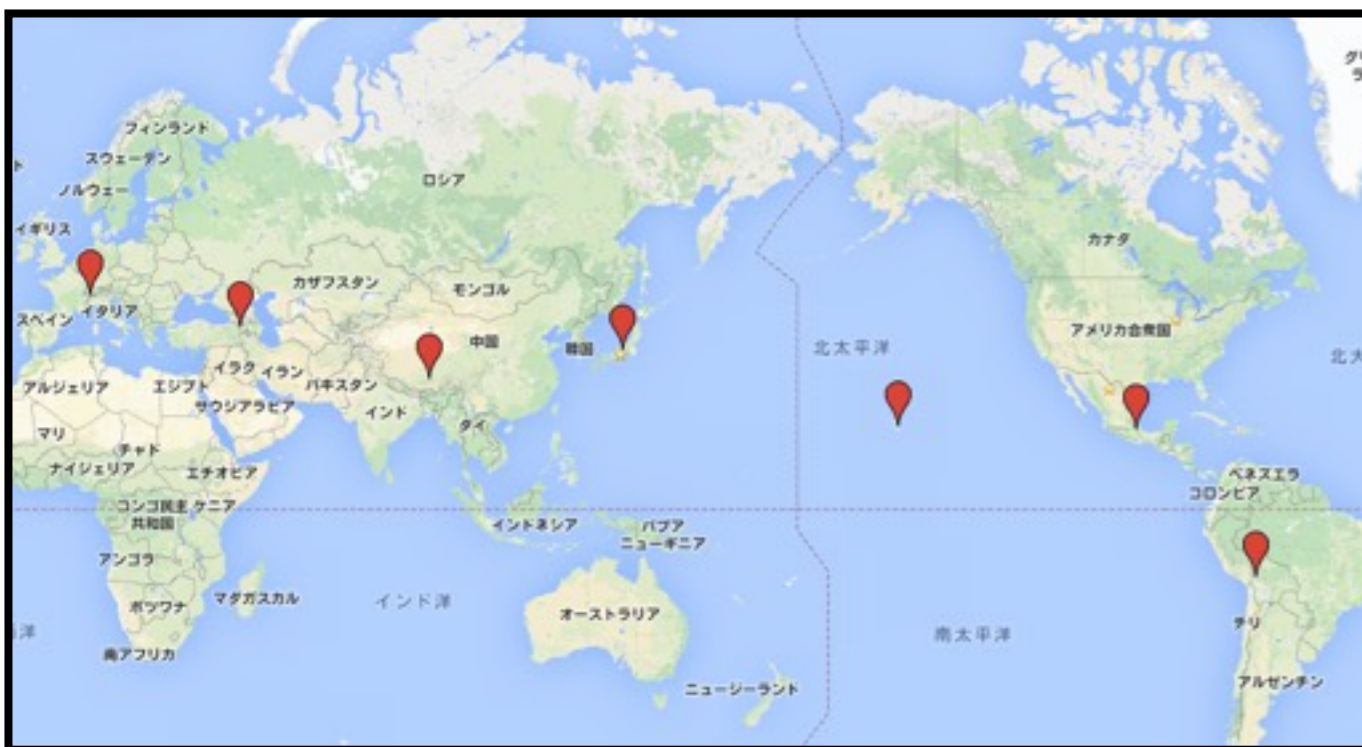 フィンランド
スウェーデン
ノルウェー
イギリス
ロシア
カナダ
カザフスタン
モンゴル
スペイン
イタリア
中国
韓国
アメリカ合衆国
北太平洋
アルジェリア
エジプト
イラク
イラン
パキスタン
サウジアラビア
インド
タイ
マリ
チャド
ナイジェリア
エチオピア
ベネズエラ
コロンビア
コンゴ民主
共和国
ケニア
インドネシア
パプア
ニューギニア
アンゴラ
ボツワナ
マダガスカル
インド洋
オーストラリア
南太平洋
チリ
南アフリカ
ニュージーランド
アルゼンチン